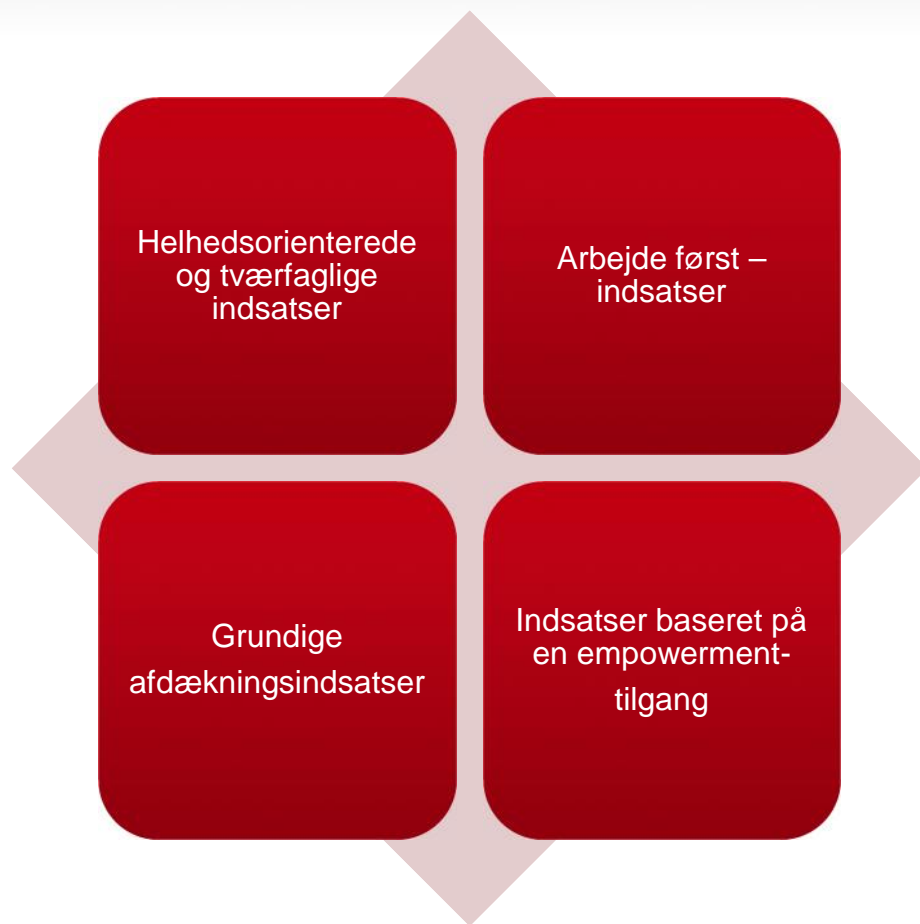 Helhedsorienterede
og tværfaglige
indsatser
Arbejde først –
indsatser
Grundige
afdækningsindsatser
Indsatser baseret på
en empowerment-
tilgang